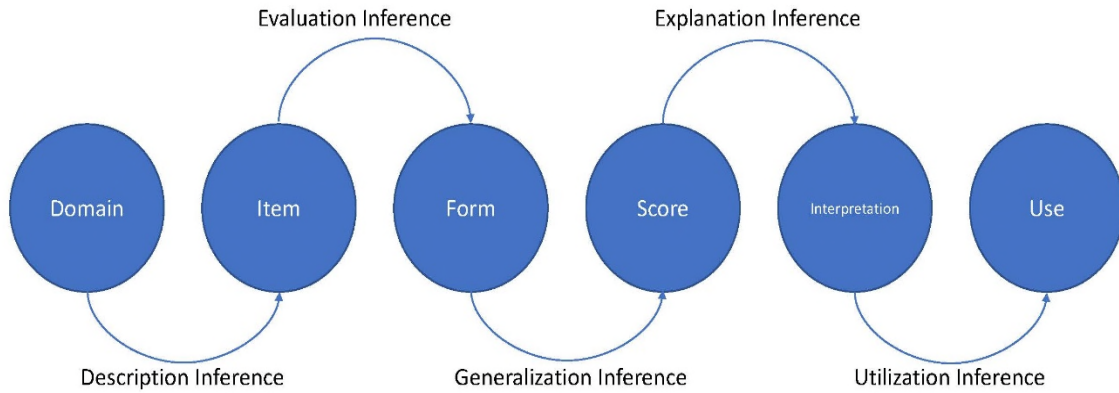 Evaluation Inference
Explanation Inference
Domain
Item
Form
Score
Interpretation
Use
Description Inference
Generalization Inference
Utilization Inference